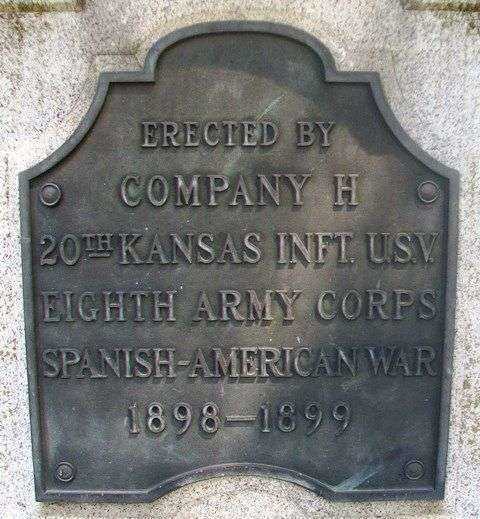 ERECTED BY
COMPANY H
20TH KANSAS INFT. U.S.V.
EIGHTH ARMY CORPS
SPANISH-AMERICAN WAR
1898—1899